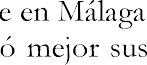 e en Málaga
ó mejor sus